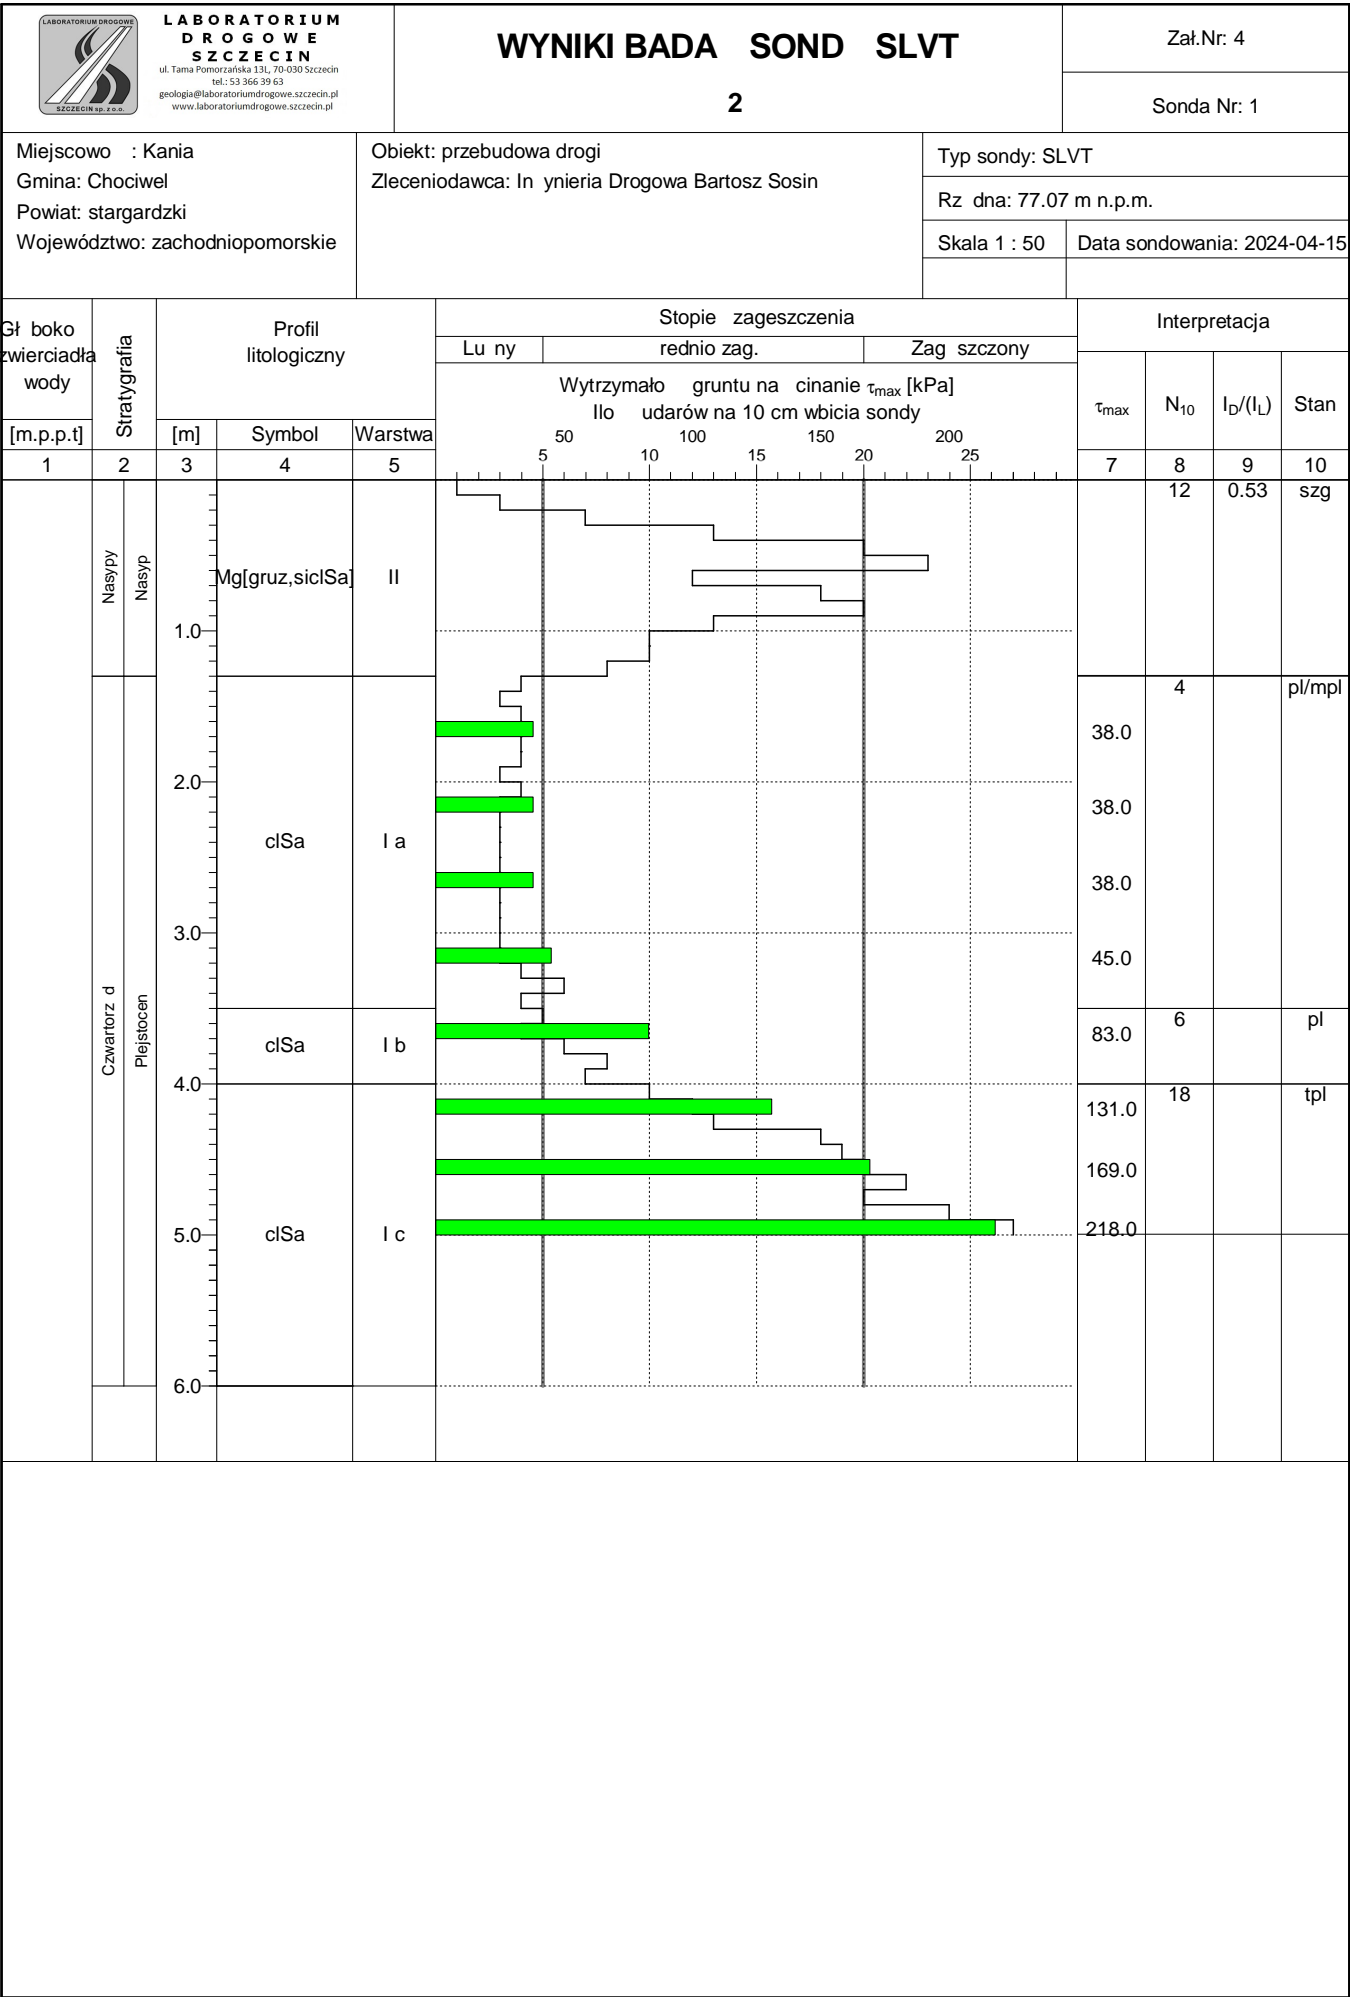 LABORATORIUM DROGOWE
SZCZECIN sp. z o.o.
LABORATORIUM
DROGOWE
SZCZECIN
ul. Tama Pomorzańska 13L, 70-030 Szczecin
tel.: 53 366 39 63
geologia@laboratoriumdrogowe.szczecin.pl
www.laboratoriumdrogowe.szczecin.pl
WYNIKI BADA SOND SLVT
2
Zał.Nr: 4
Sonda Nr: 1
Miejscowo : Kania
Gmina: Chociwel
Powiat: stargardzki
Województwo: zachodniopomorskie
Obiekt: przebudowa drogi
Zleceniodawca: In ynieria Drogowa Bartosz Sosin
Typ sondy: SLVT
Rz dna: 77.07 m n.p.m.
Skala 1 : 50
Data sondowania: 2024-04-15
Gł boko
zwierciadła
wody
[m.p.p.t]
Stratygrafia
Profil
litologiczny
[m]
Symbol
Warstwa
Stopie zageszczenia
Lu ny
rednio zag.
Zag szczony
Wytrzymało gruntu na cinanie τmax [kPa]
Ilo udarów na 10 cm wbicia sondy
50 100 150 200
5 10 15 20 25
Interpretacja
τmax
N10
ID/(IL)
Stan
1 2 3 4 5 7 8 9 10
Nasypy
Nasyp
Mg[gruz,siclSa]
II
12 0.53 szg
1.0
4 pl/mpl
38.0
2.0
38.0
clSa
I a
38.0
3.0
45.0
Czwartorz d
Plejstocen
clSa
I b
6 pl
83.0
4.0
18 tpl
131.0
169.0
clSa
I c
218.0
5.0
6.0